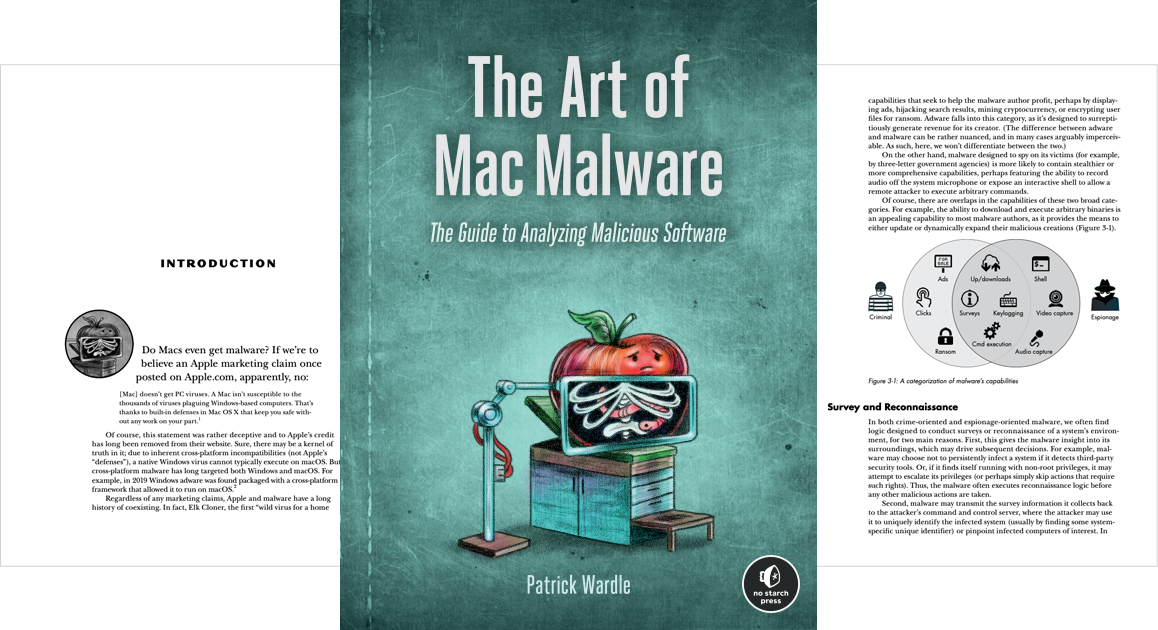 INTRODUCTION
Do Macs even get malware? If we're to
believe an Apple marketing claim once
posted on Apple.com, apparently, no:
[Mac] doesn't get PC viruses. A Mac isn't susceptible to the
thousands of viruses plaguing Windows-based computers. That's
thanks to built-in defenses in Mac OS X that keep you safe with-
out any work on your part.1
Of course, this statement was rather deceptive and to Apple's credit
has long been removed from their website. Sure, there may be a kernel of
truth in it; due to inherent cross-platform incompatibilities (not Apple's
"defenses"), a native Windows virus cannot typically execute on macOS. But
cross-platform malware has long targeted both Windows and macOS. For
example, in 2019 Windows adware was found packaged with a cross-platform
framework that allowed it to run on macOS.2
Regardless of any marketing claims, Apple and malware have a long
history of coexisting. In fact, Elk Cloner, the first "wild virus for a home
The Art of
Mac Malware
The Guide to Analyzing Malicious Software
Patrick Wardle
no starch
press
capabilities that seek to help the malware author profit, perhaps by display-
ing ads, hijacking search results, mining cryptocurrency, or encrypting user
files for ransom. Adware falls into this category, as it's designed to surrepti-
tiously generate revenue for its creator. (The difference between adware
and malware can be rather nuanced, and in many cases arguably impercei-
able. As such, here, we won't differentiate between the two.)
On the other hand, malware designed to spy on its victims (for example,
by three-letter government agencies) is more likely to contain stealthier or
more comprehensive capabilities, perhaps featuring the ability to record
audio off the system microphone or expose an interactive shell to allow a
remote attacker to execute arbitrary commands.
Of course, there are overlaps in the capabilities of these two broad cate-
gories. For example, the ability to download and execute arbitrary binaries is
an appealing capability to most malware authors, as it provides the means to
either update or dynamically expand their malicious creations (Figure 3-1).
FOR
SALE
Ads
Up/downloads
Shell
Criminal
Clicks
Surveys
Keylogging
Video capture
Espionage
Ransom
Cmd execution
Audio capture
Figure 3-1: A categorization of malware's capabilities
Survey and Reconnaissance
In both crime-oriented and espionage-oriented malware, we often find
logic designed to conduct surveys or reconnaissance of a system's environ-
ment, for two main reasons. First, this gives the malware insight into its
surroundings, which may drive subsequent decisions. For example, mal-
ware may choose not to persistently infect a system if it detects third-party
security tools. Or, if it finds itself running with non-root privileges, it may
attempt to escalate its privileges (or perhaps simply skip actions that require
such rights). Thus, the malware often executes reconnaissance logic before
any other malicious actions are taken.
Second, malware may transmit the survey information it collects back
to the attacker's command and control server, where the attacker may use
it to uniquely identify the infected system (usually by finding some system-
specific unique identifier) or pinpoint infected computers of interest. In